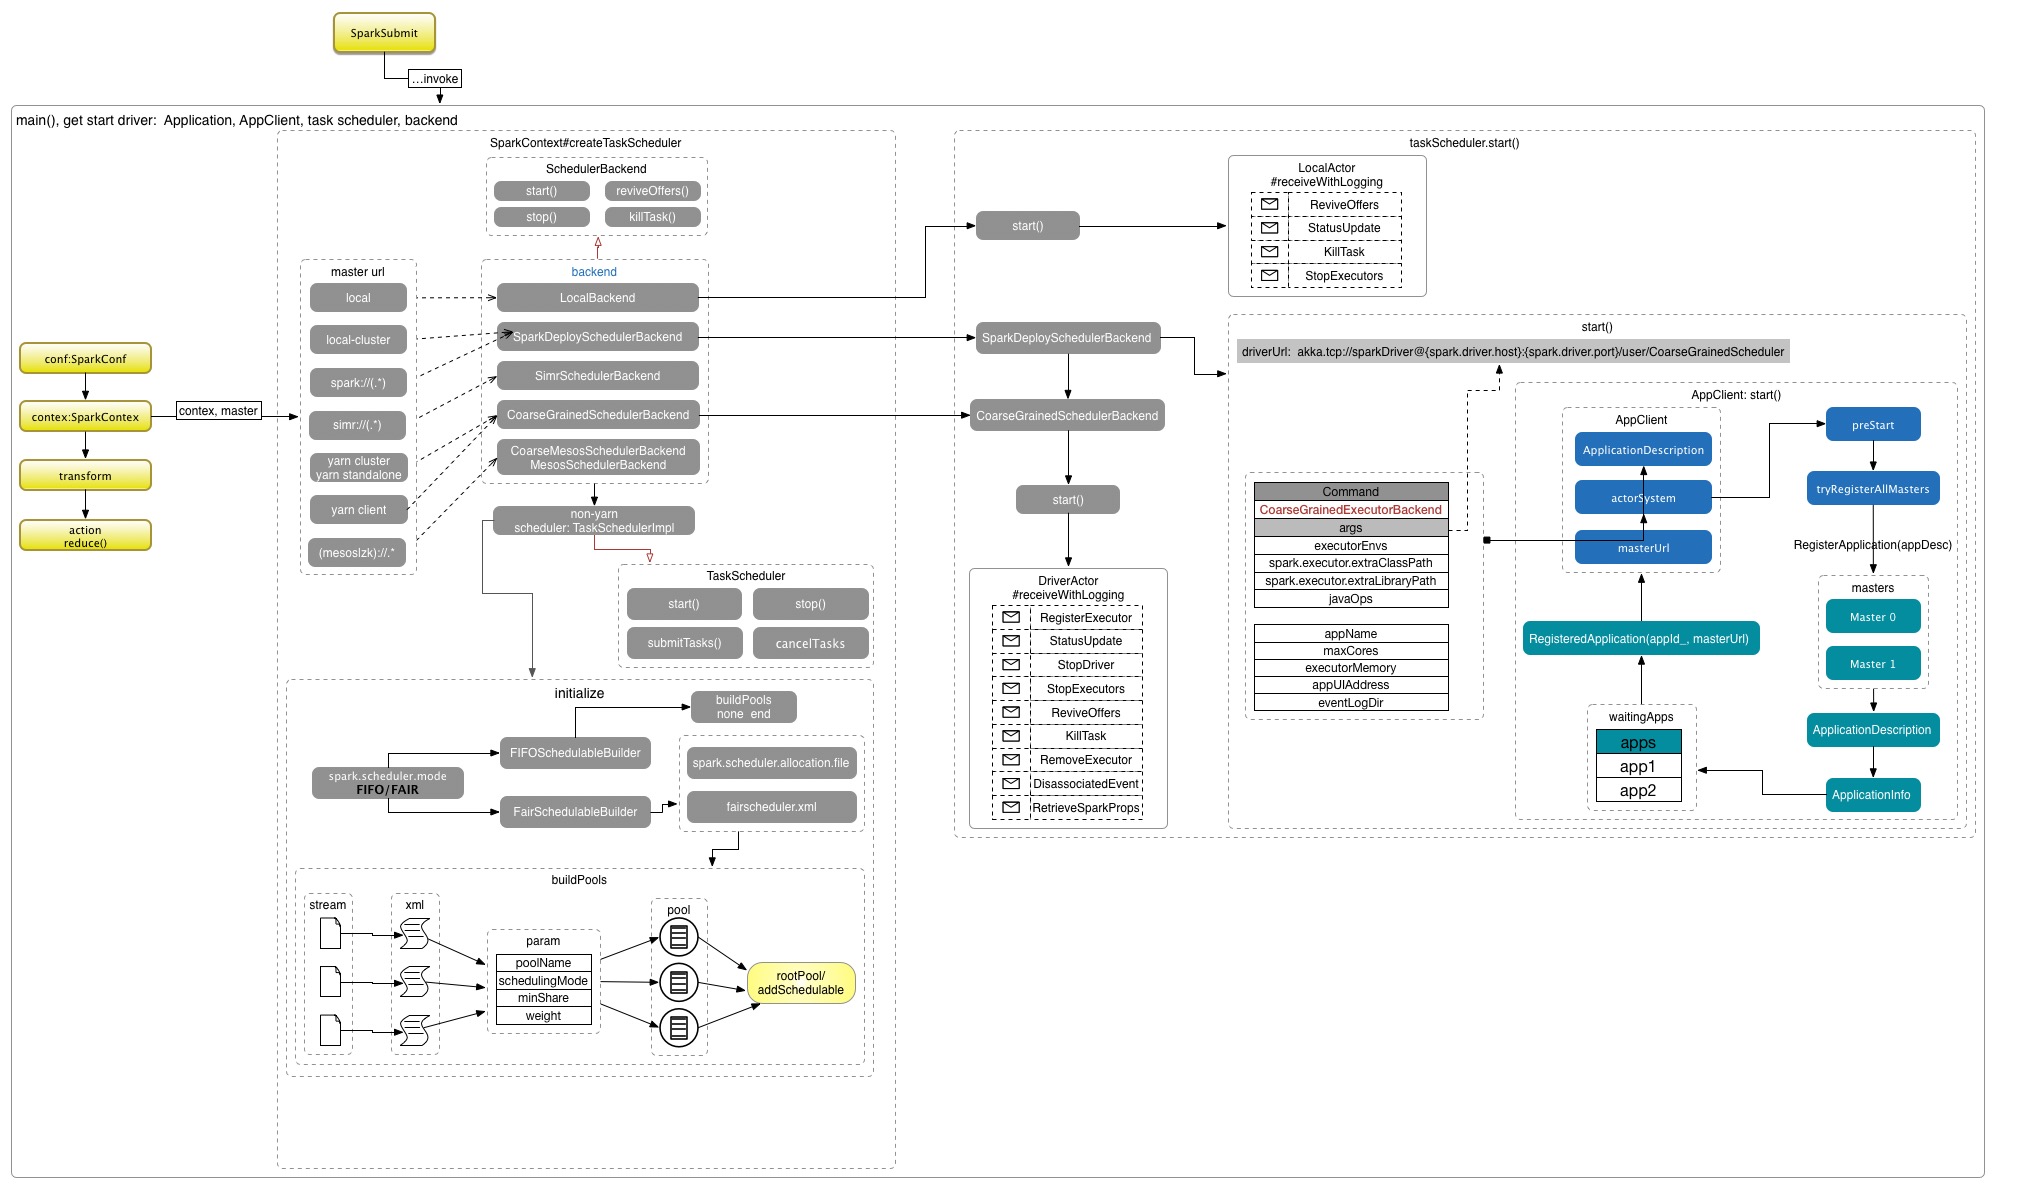 SparkSubmit
...invoke
main(), get start driver: Application, AppClient, task scheduler, backend
conf:SparkConf
contex:SparkContex
transform
action
reduce()
contex, master
SparkContext#createTaskScheduler
SchedulerBackend
start()
reviveOffers()
stop()
killTask()
master url
local
local-cluster
spark://(.*)
simr://(.*)
yarn cluster
yarn standalone
yarn client
(mesoslzk)://.*
backend
LocalBackend
SparkDeploySchedulerBackend
SimrSchedulerBackend
CoarseGrainedSchedulerBackend
CoarseMesosSchedulerBackend
MesosSchedulerBackend
non-yarn
scheduler: TaskSchedulerImpl
TaskScheduler
start()
stop()
submitTasks()
cancelTasks
initialize
buildPools
none end
FIFOSchedulableBuilder
spark.scheduler.mode
FIFO/FAIR
FairSchedulableBuilder
spark.scheduler.allocation.file
fairscheduler.xml
buildPools
stream
xml
param
poolName
schedulingMode
minShare
weight
pool
rootPool/
addSchedulable
taskScheduler.start()
start()
LocalActor
#receiveWithLogging
ReviveOffers
StatusUpdate
KillTask
StopExecutors
SparkDeploySchedulerBackend
CoarseGrainedSchedulerBackend
start()
DriverActor
#receiveWithLogging
RegisterExecutor
StatusUpdate
StopDriver
StopExecutors
ReviveOffers
KillTask
RemoveExecutor
DisassociatedEvent
RetrieveSparkProps
start()
driverUrl: akka.tcp://sparkDriver@{spark.driver.host}:{spark.driver.port}/user/CoarseGrainedScheduler
Command
CoarseGrainedExecutorBackend
args
executorEnvs
spark.executor.extraClassPath
spark.executor.extraLibraryPath
javaOps
appName
maxCores
executorMemory
appUIAddress
eventLogDir
AppClient: start()
AppClient
ApplicationDescription
actorSystem
masterUrl
preStart
tryRegisterAllMasters
RegisterApplication(appDesc)
masters
Master 0
Master 1
ApplicationDescription
ApplicationInfo
RegisteredApplication(appId_, masterUrl)
waitingApps
apps
app1
app2